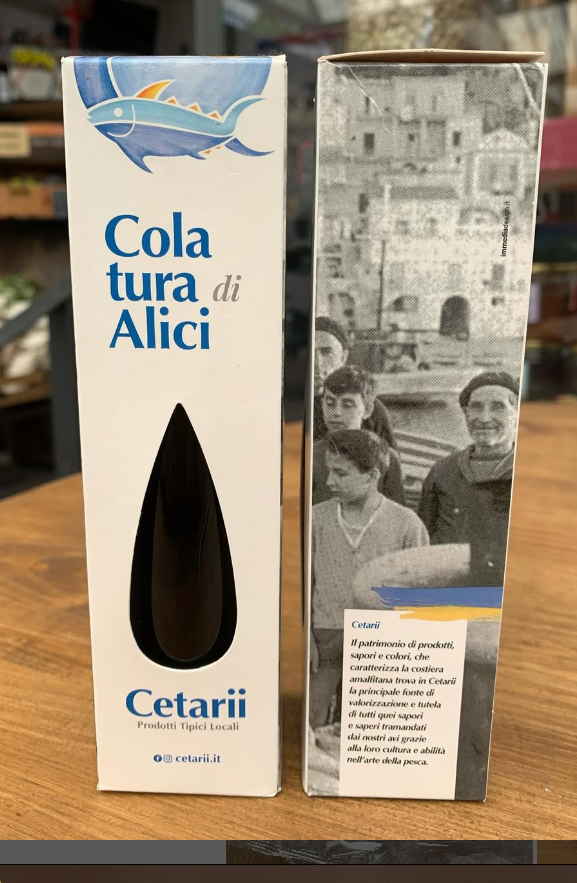 Cola
tura di
Alici
Cetarii
Prodotti Tipici Locali
cetarii.it
immediadesign.it
Cetarii
Il patrimonio di prodotti,
sapori e colori, che
caratterizza la costiera
amalfitana trova in Cetarii
la principale fonte di
valorizzazione e tutela
di tutti quei sapori
e saperi tramandati
dai nostri avi grazie
alla loro cultura e abilità
nell'arte della pesca.